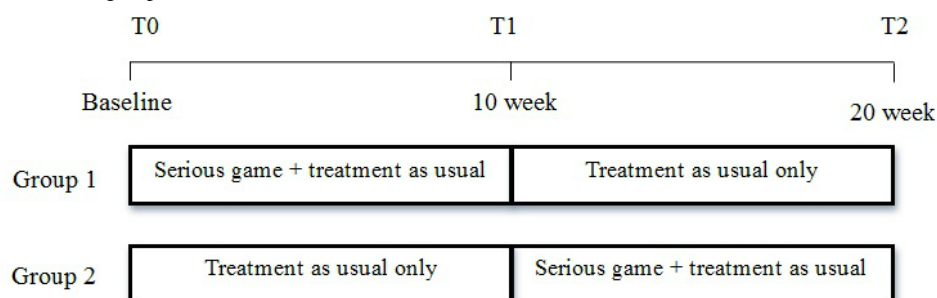 T0 T1 T2
Baseline 10 week 20 week
Group 1 Serious game + treatment as usual Treatment as usual only
Group 2 Treatment as usual only Serious game + treatment as usual